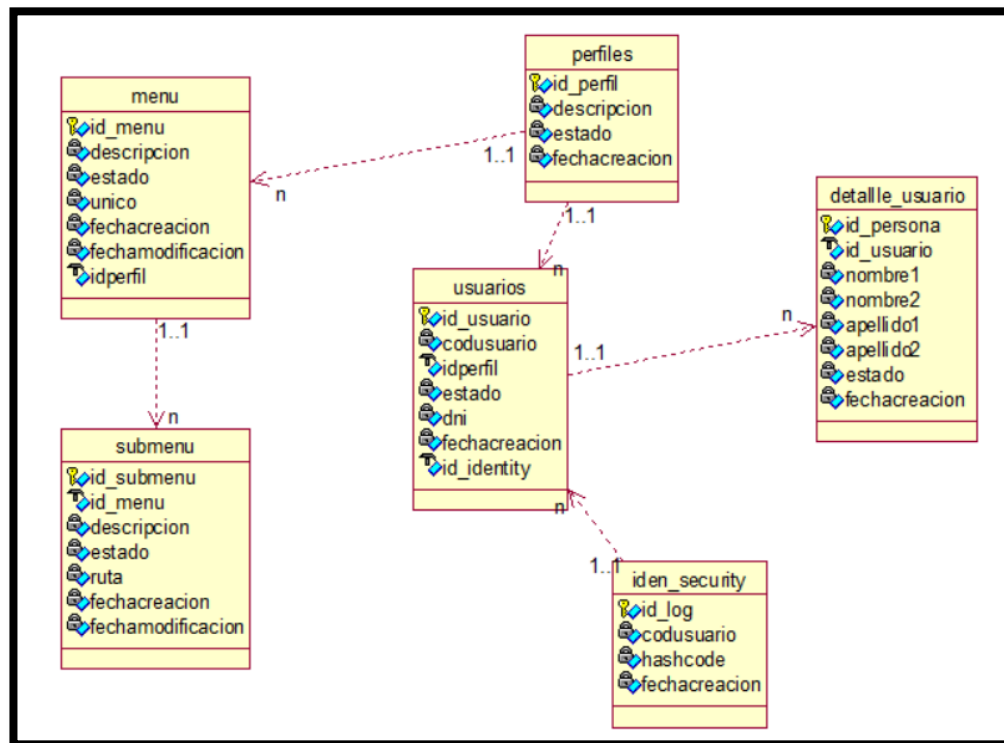 menu
id_menu
descripcion
estado
unico
fechacreacion
fechamodificacion
idperfil
1..1
n
submenu
id_submenu
id_menu
descripcion
estado
ruta
fechacreacion
fechamodificacion
perfiles
id_perfil
descripcion
estado
fechacreacion
1..1
n
1..1
n
usuarios
id_usuario
codusuario
idperfil
estado
dni
fechacreacion
id_identity
1..1
n
detallle_usuario
id_persona
id_usuario
nombre1
nombre2
apellido1
apellido2
estado
fechacreacion
n
1..1
iden_security
id_log
codusuario
hashcode
fechacreacion